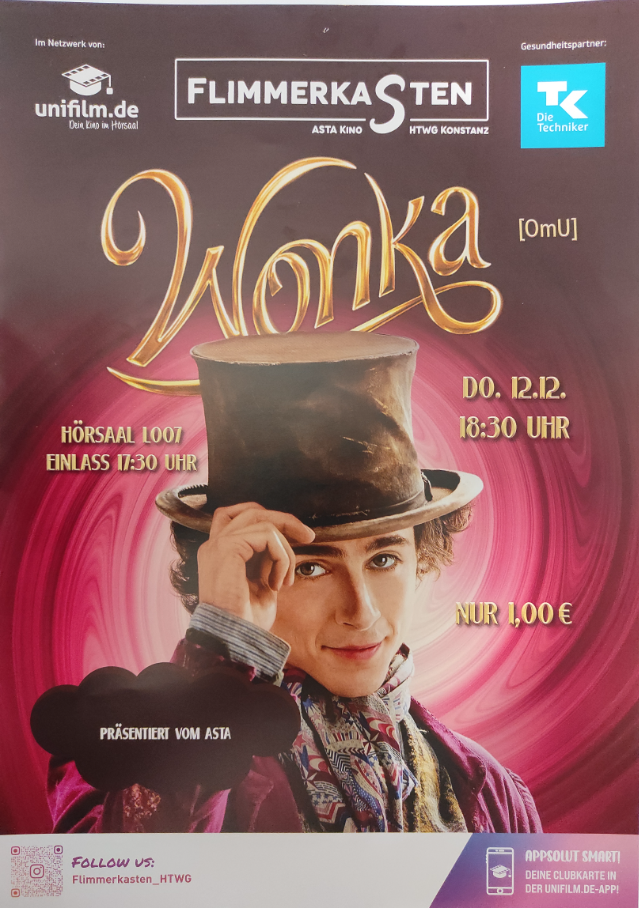 Im Netzwerk von:
unifilm.de
Dein Kino im Hörsaal
FLIMMERKASTEN
ASTA KINO HTWG KONSTANZ
Gesundheitspartner:
TK
Die
Techniker
Wonka
[OmU]
DO. 12.12.
18:30 UHR
HÖRSAAL L007
EINLASS 17:30 UHR
NUR 1,00 €
PRÄSENTIERT VOM ASTA
FOLLOW US:
Flimmerkasten_HTWG
APPSOLUT SMART!
DEINE CLUBKARTE IN
DER UNIFILM.DE-APP!